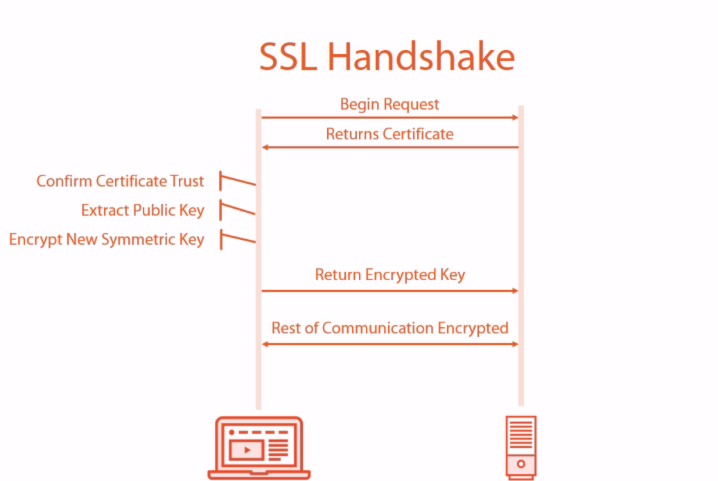 SSL Handshake
Begin Request
Returns Certificate
Confirm Certificate Trust
Extract Public Key
Encrypt New Symmetric Key
Return Encrypted Key
Rest of Communication Encrypted